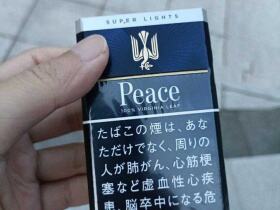 SUPER LIGHTS
Peace
100% VIRGINIA LEAF
たばこの煙は、あな
ただけでなく、周りの
人が肺がん、心筋梗
塞など虚血性心疾
患、脳卒中になる危